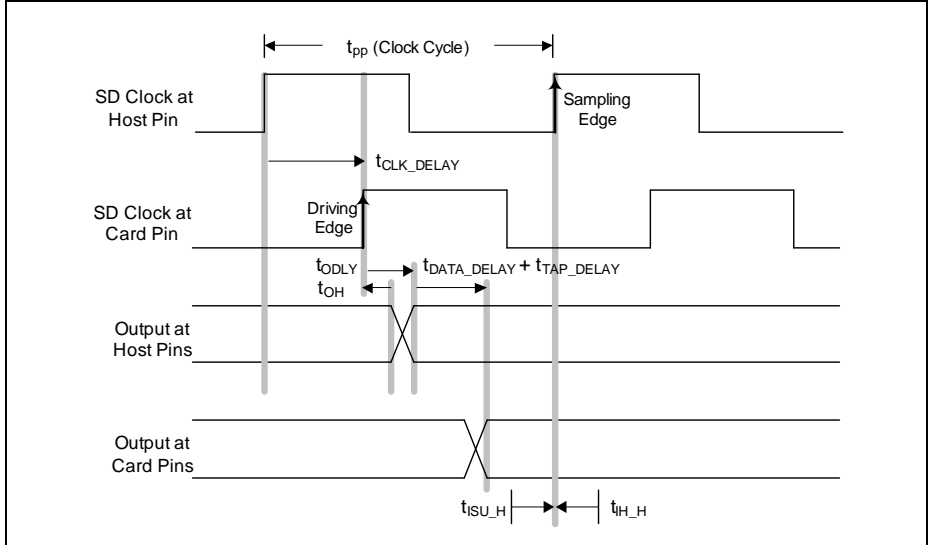 tpp (Clock Cycle)
SD Clock at
Host Pin
Sampling
Edge
tCLK_DELAY
SD Clock at
Card Pin
Driving
Edge
tODLY
tDATA_DELAY + tTAP_DELAY
tOH
Output at
Host Pins
Output at
Card Pins
tISU_H
tIH_H